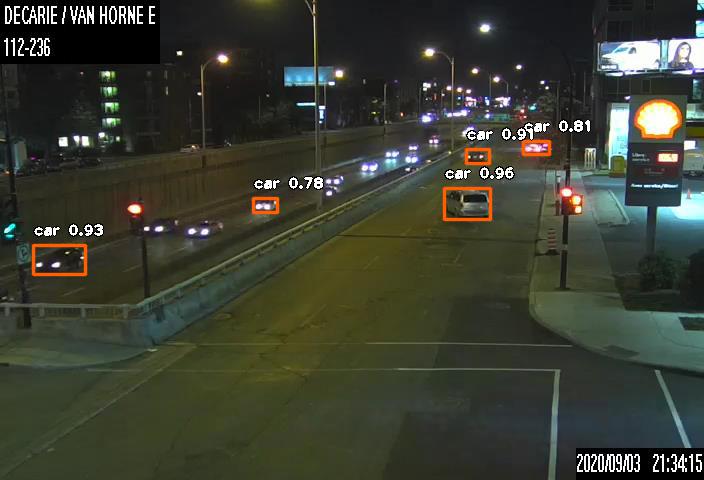 DECARIE / VAN HORNE E
112-236
car 0.91
car 0.81
car 0.96
car 0.78
car 0.93
2020/09/03 21:34:15